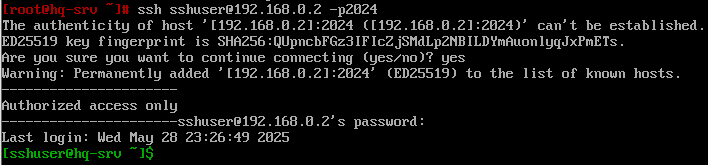 [root@hq-srv ~]# ssh sshuser@192.168.0.2 -p2024
The authenticity of host '[192.168.0.2]:2024 ([192.168.0.2]:2024)' can't be established.
ED25519 key fingerprint is SHA256:QUpncbFGz3IFIcZjSMdLp2NBILDYmAuonlyqJxPmETs.
Are you sure you want to continue connecting (yes/no)? yes
Warning: Permanently added '[192.168.0.2]:2024' (ED25519) to the list of known hosts.
----------------------
Authorized access only
----------------------sshuser@192.168.0.2's password:
Last login: Wed May 28 23:26:49 2025
[sshuser@hq-srv ~]$